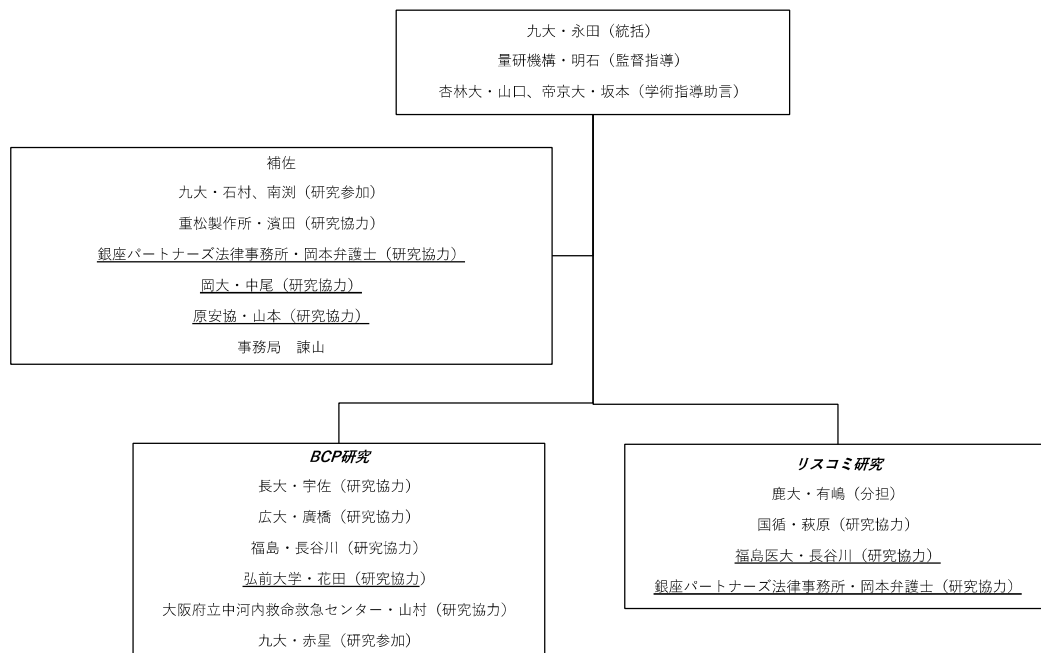 九大・永田（統括）
量研機構・明石（監督指導）
杏林大・山口、帝京大・坂本（学術指導助言）
補佐
九大・石村、南渕（研究参加）
重松製作所・濱田（研究協力）
銀座パートナーズ法律事務所・岡本弁護士（研究協力）
岡大・中尾（研究協力）
原安協・山本（研究協力）
事務局　諌山
BCP研究
長大・宇佐（研究協力）
広大・廣橋（研究協力）
福島・長谷川（研究協力）
弘前大学・花田（研究協力）
大阪府立中河内救命救急センター・山村（研究協力）
九大・赤星（研究参加）
リスコミ研究
鹿大・有嶋（分担）
国循・萩原（研究協力）
福島医大・長谷川（研究協力）
銀座パートナーズ法律事務所・岡本弁護士（研究協力）